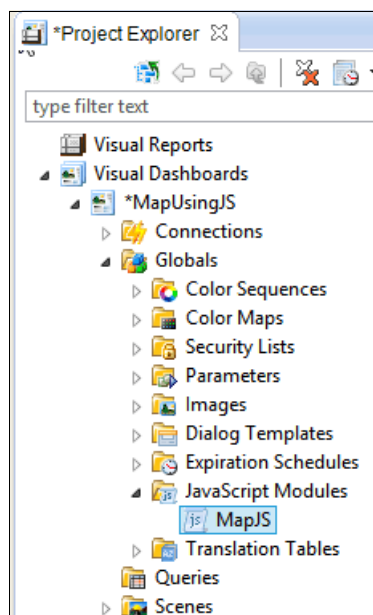 *Project Explorer
type filter text
Visual Reports
Visual Dashboards
*MapUsingJS
Connections
Globals
Color Sequences
Color Maps
Security Lists
Parameters
Images
Dialog Templates
Expiration Schedules
JavaScript Modules
js MapJS
Translation Tables
Queries
Scenes